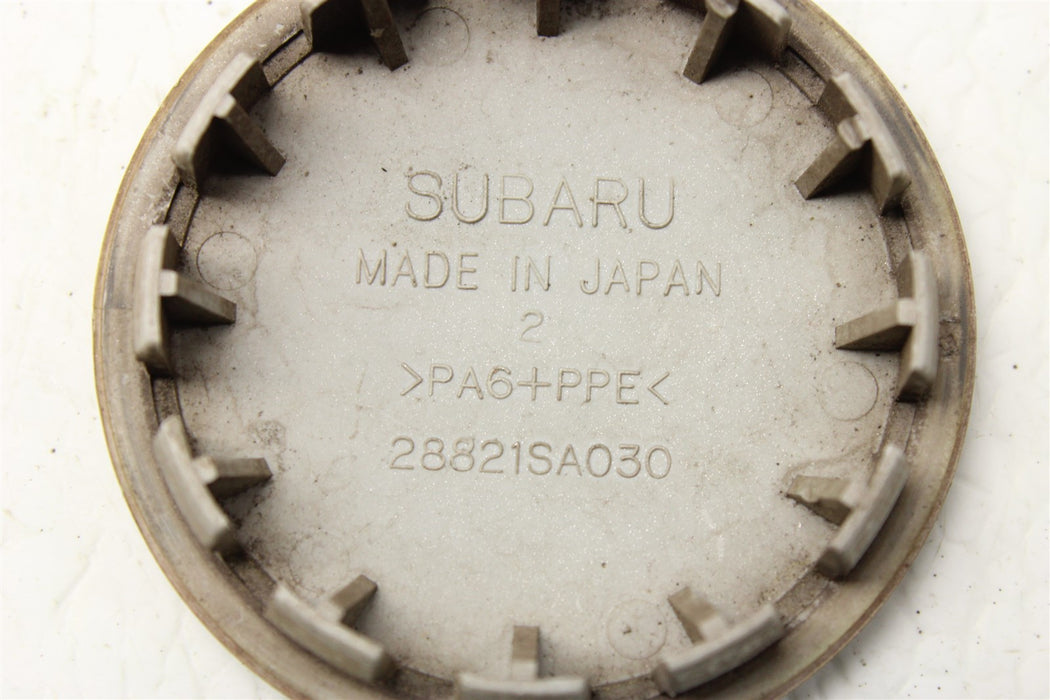 SUBARU
MADE IN JAPAN
2
>PA6+PPE<
28821SA030